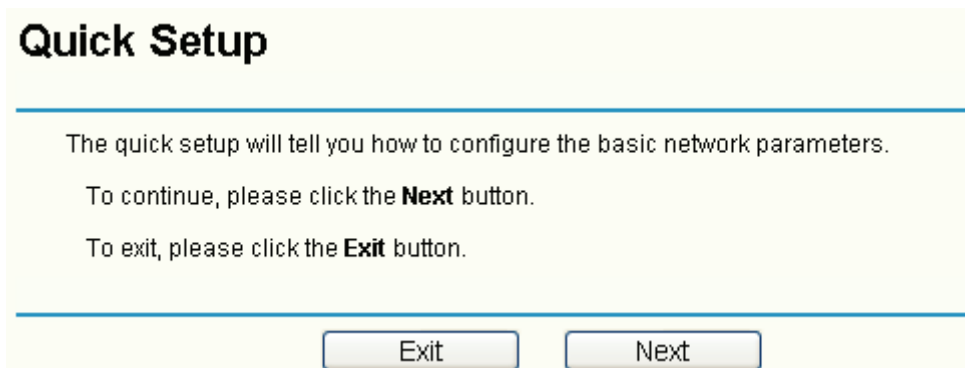 Quick Setup
The quick setup will tell you how to configure the basic network parameters.
To continue, please click the Next button.
To exit, please click the Exit button.
Exit
Next